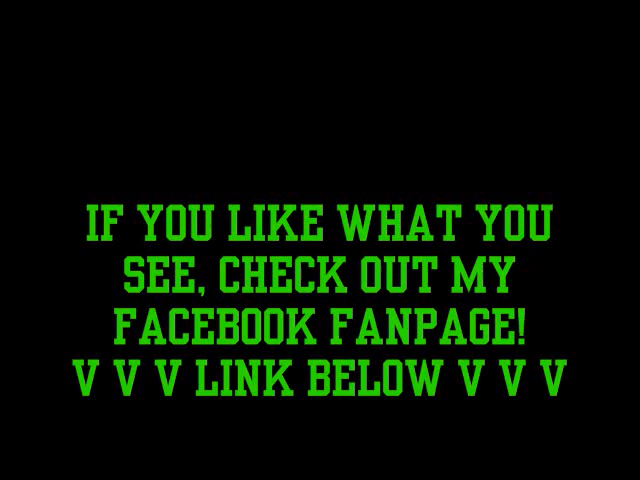 IF YOU LIKE WHAT YOU
SEE, CHECK OUT MY
FACEBOOK FANPAGE!
V V V LINK BELOW V V V